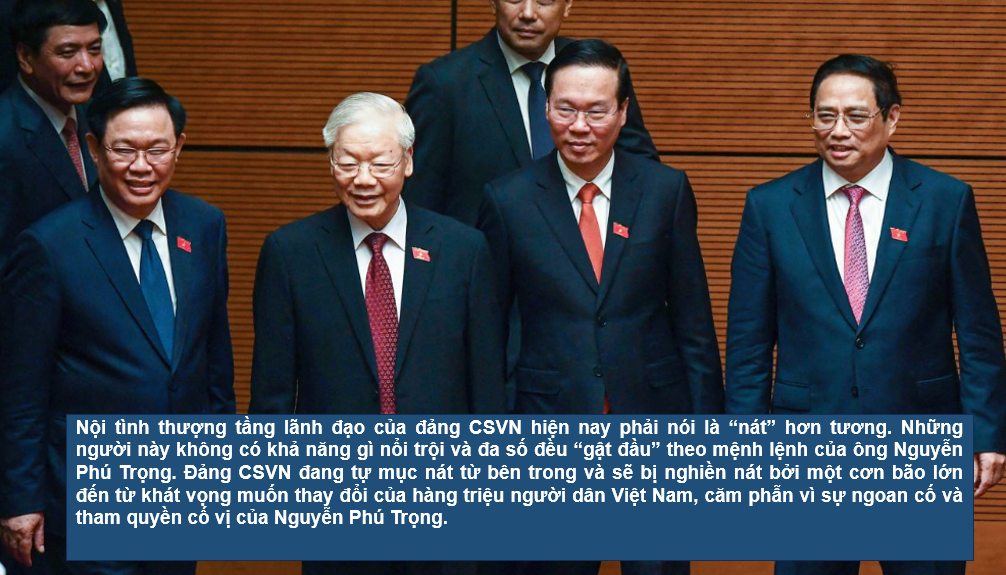 Nội tình thượng tầng lãnh đạo của đảng CSVN hiện nay phải nói là “nát” hơn tương. Những
người này không có khả năng gì nổi trội và đa số đều “gật đầu” theo mệnh lệnh của ông Nguyễn
Phú Trọng. Đảng CSVN đang tự mục nát từ bên trong và sẽ bị nghiền nát bởi một cơn bão lớn
đến từ khát vọng muốn thay đổi của hàng triệu người dân Việt Nam, căm phẫn vì sự ngoan cố và
tham quyền cố vị của Nguyễn Phú Trọng.